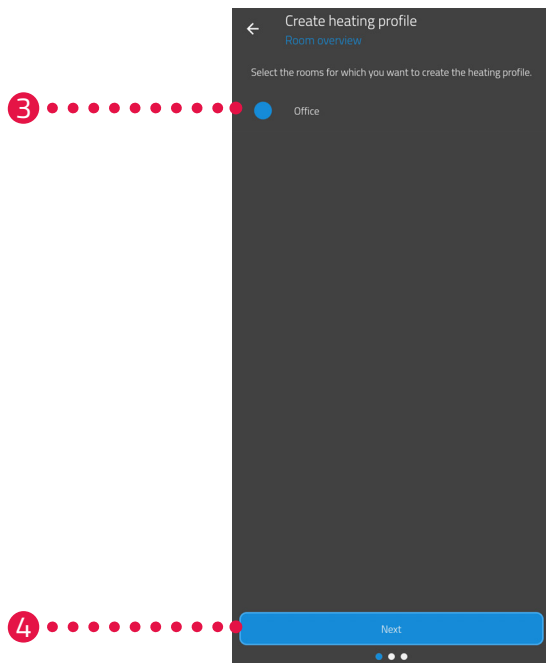 Create heating profile
Room overview
Select the rooms for which you want to create the heating profile.
3
Office
4
Next